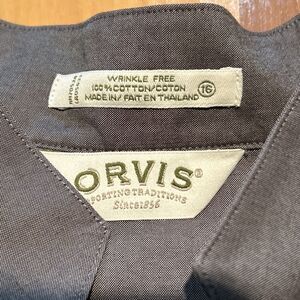 WRINKLE FREE
100% COTTON/COTON
MADE IN/ FAIT EN THAILAND
16
ORVIS®
SPORTING TRADITIONS
Since 1856